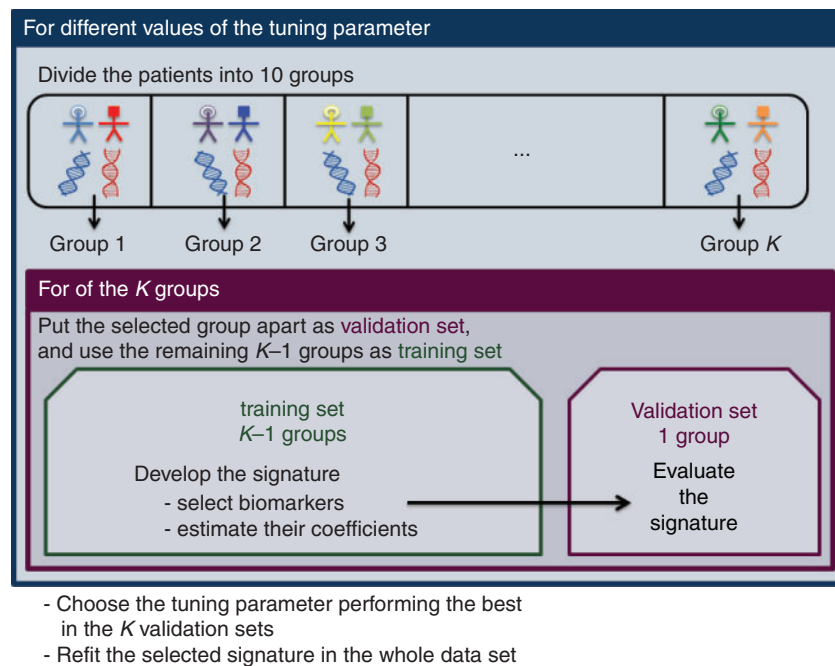 For different values of the tuning parameter
Divide the patients into 10 groups
...
Group 1
Group 2
Group 3
Group K
For of the K groups
Put the selected group apart as validation set,
and use the remaining K–1 groups as training set
training set
K–1 groups
Develop the signature
- select biomarkers
- estimate their coefficients
Validation set
1 group
Evaluate
the
signature
- Choose the tuning parameter performing the best
in the K validation sets
- Refit the selected signature in the whole data set